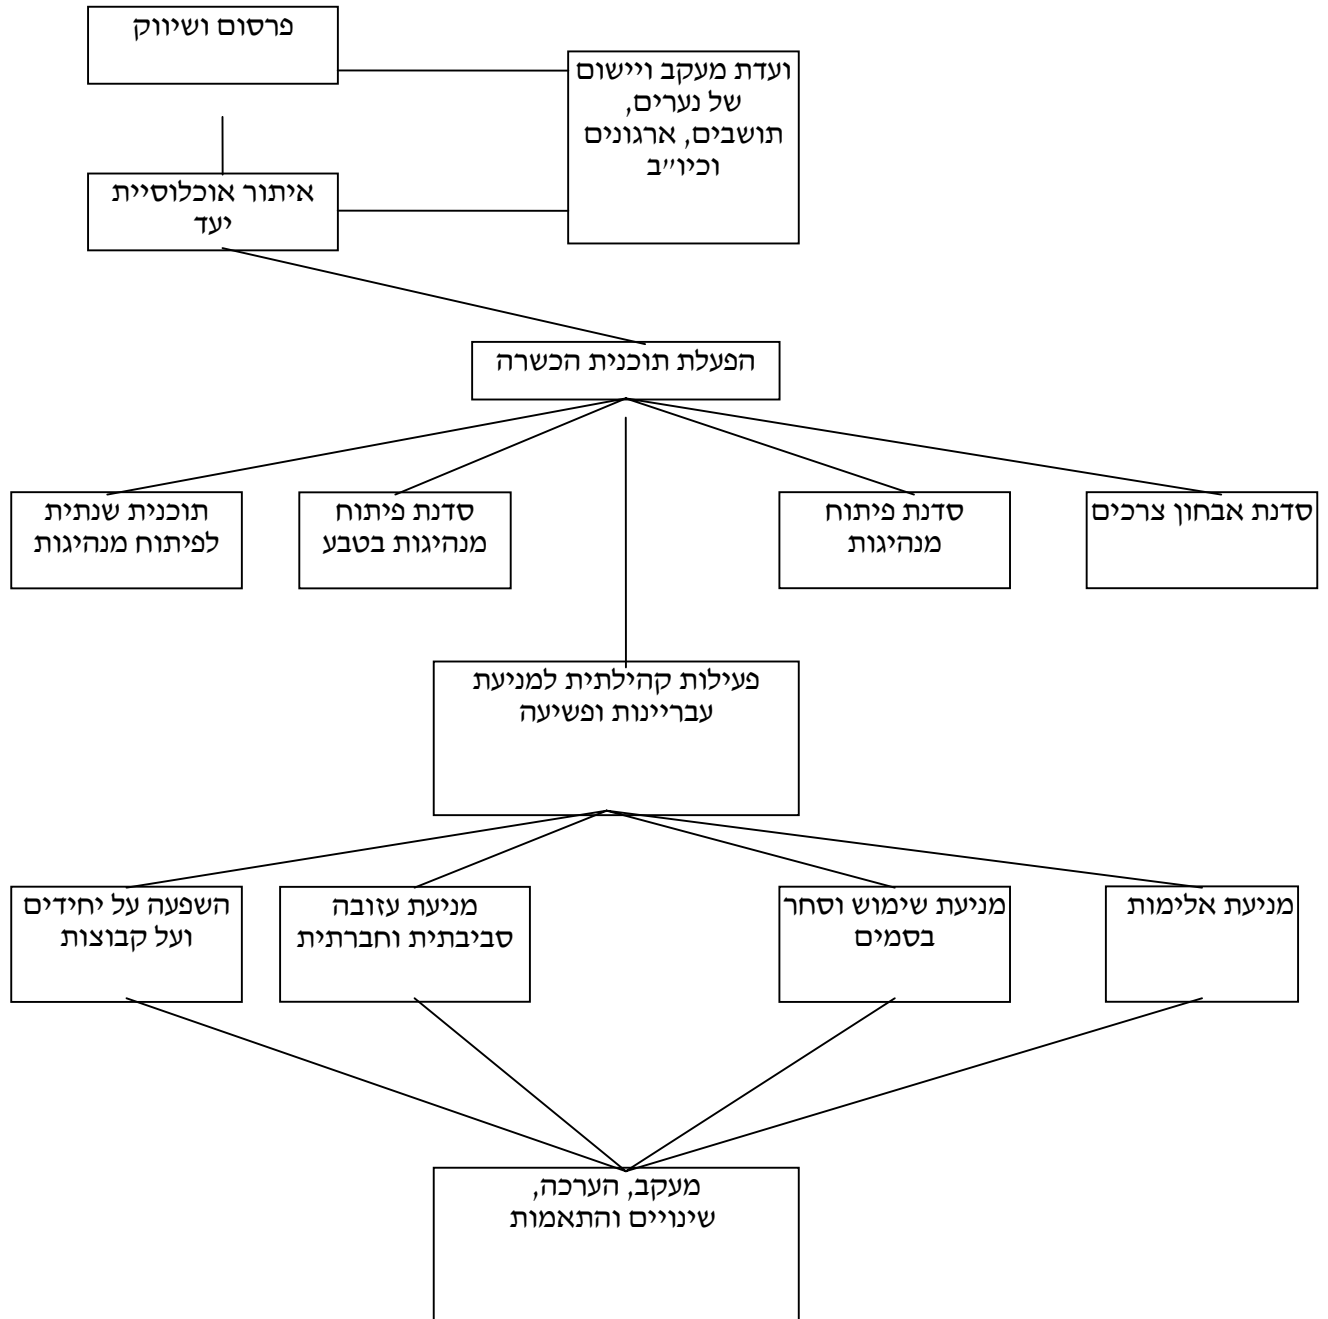 פרסום ושיווק
ועדת מעקב ויישום
של נערים,
תושבים, ארגונים
וכיו״ב
איתור אוכלוסיית
יעד
הפעלת תוכנית הכשרה
סדנת אבחון צרכים
סדנת פיתוח
מנהיגות
סדנת פיתוח
מנהיגות בטבע
תוכנית שנתית
לפיתוח מנהיגות
פעילות קהילתית למניעת
עבריינות ופשיעה
מניעת אלימות
מניעת שימוש וסחר
בסמים
מניעת עזובה
סביבתית וחברתית
השפעה על יחידים
ועל קבוצות
מעקב, הערכה,
שינויים והתאמות